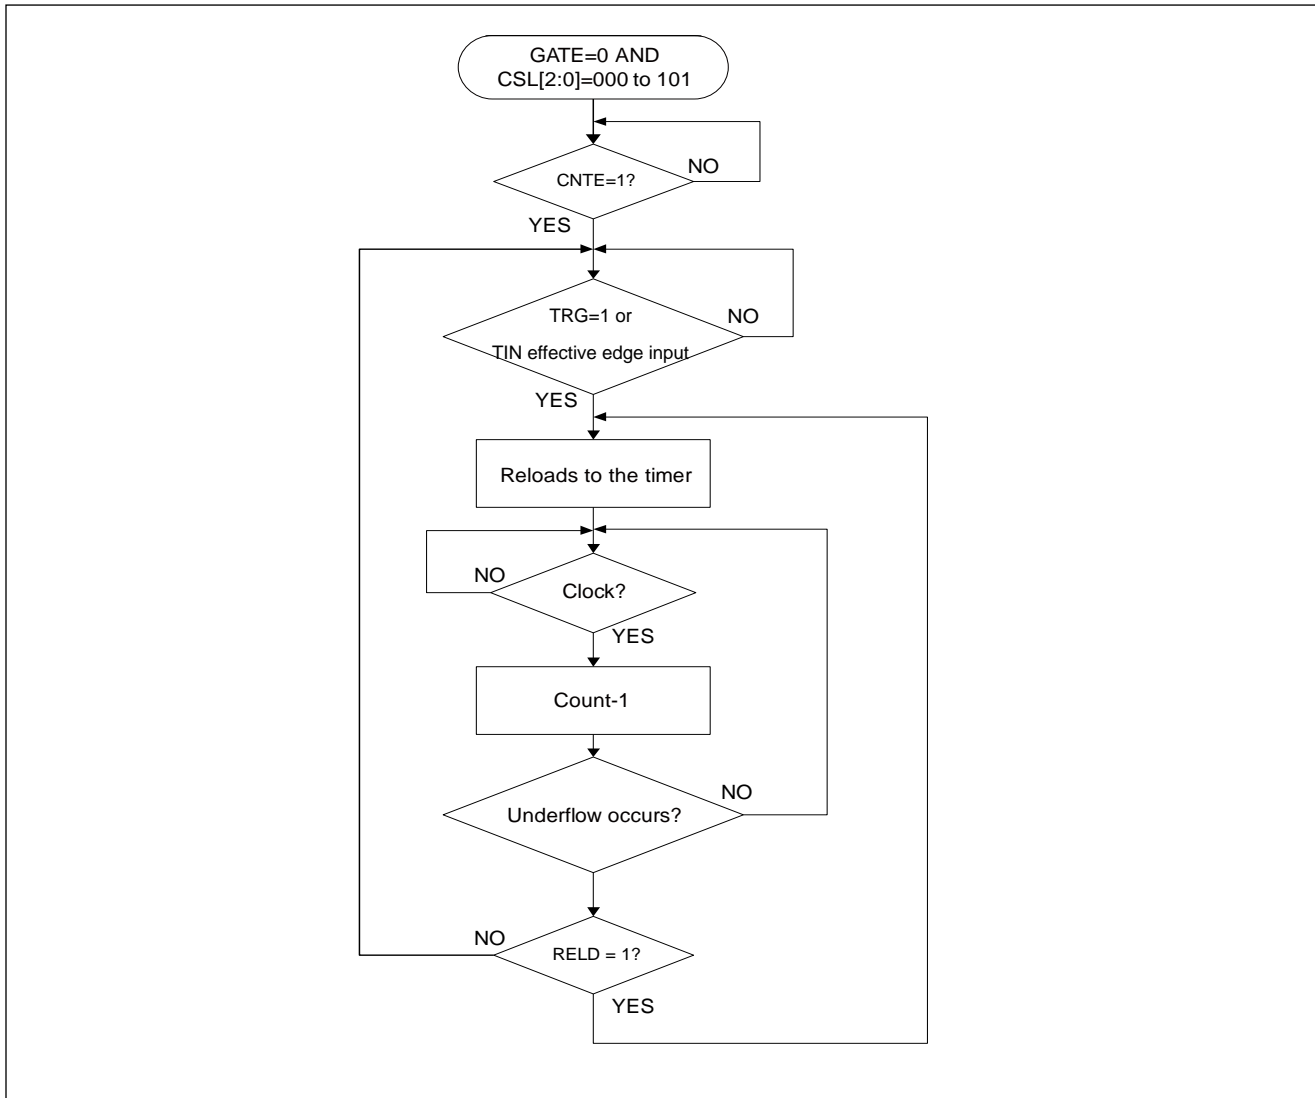 GATE=0 AND
CSL[2:0]=000 to 101
CNTE=1?
NO
YES
TRG=1 or
NO
TIN effective edge input
YES
Reloads to the timer
NO
Clock?
YES
Count-1
NO
Underflow occurs?
NO
RELD = 1?
YES